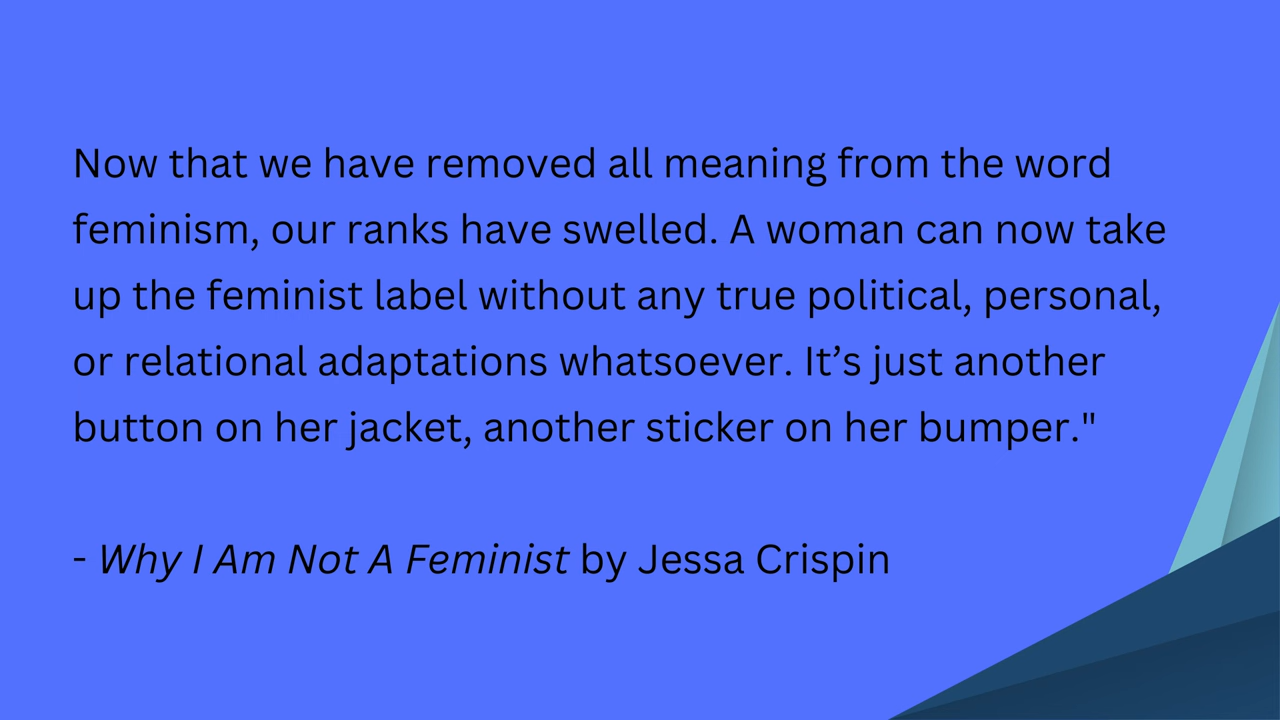 Now that we have removed all meaning from the word
feminism, our ranks have swelled. A woman can now take
up the feminist label without any true political, personal,
or relational adaptations whatsoever. It’s just another
button on her jacket, another sticker on her bumper."
- Why I Am Not A Feminist by Jessa Crispin